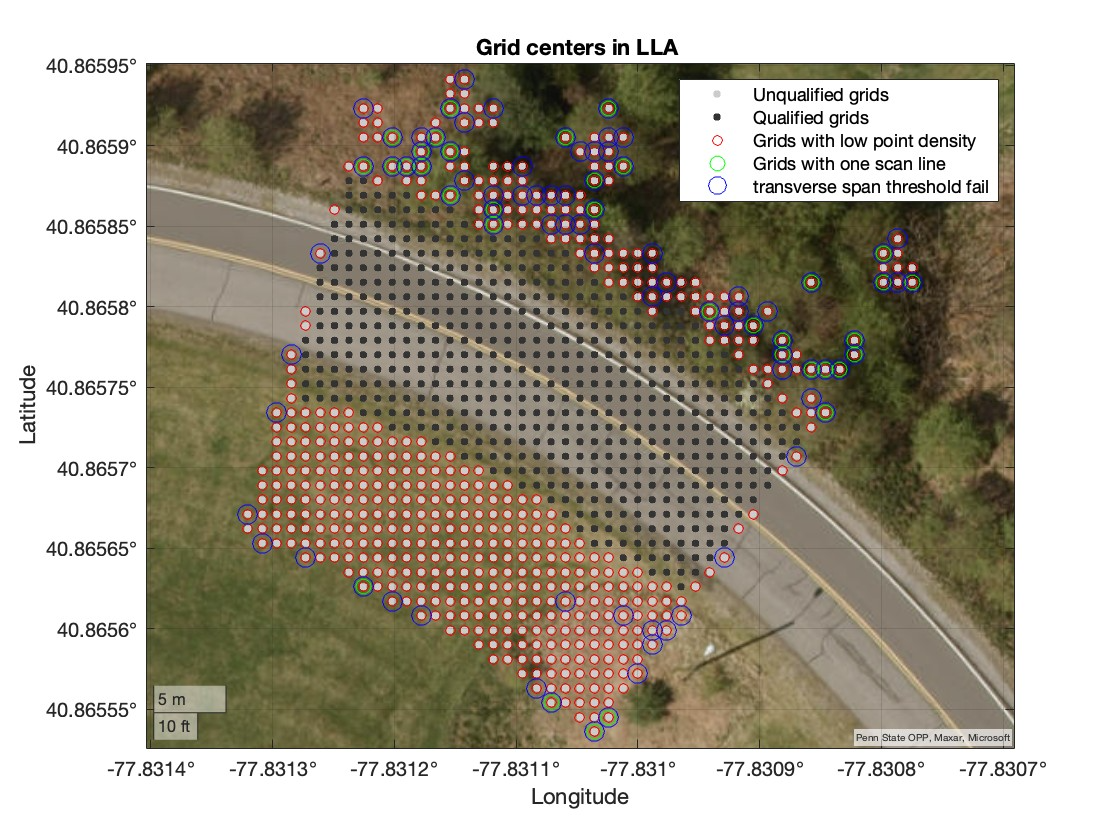 Grid centers in LLA
40.86595°
40.8659°
40.86585°
40.8658°
40.86575°
40.8657°
40.86565°
40.8656°
40.86555°
Latitude
Unqualified grids
Qualified grids
Grids with low point density
Grids with one scan line
transverse span threshold fail
5 m
10 ft
Penn State OPP, Maxar, Microsoft
-77.8314° -77.8313° -77.8312° -77.8311° -77.831° -77.8309° -77.8308° -77.8307°
Longitude